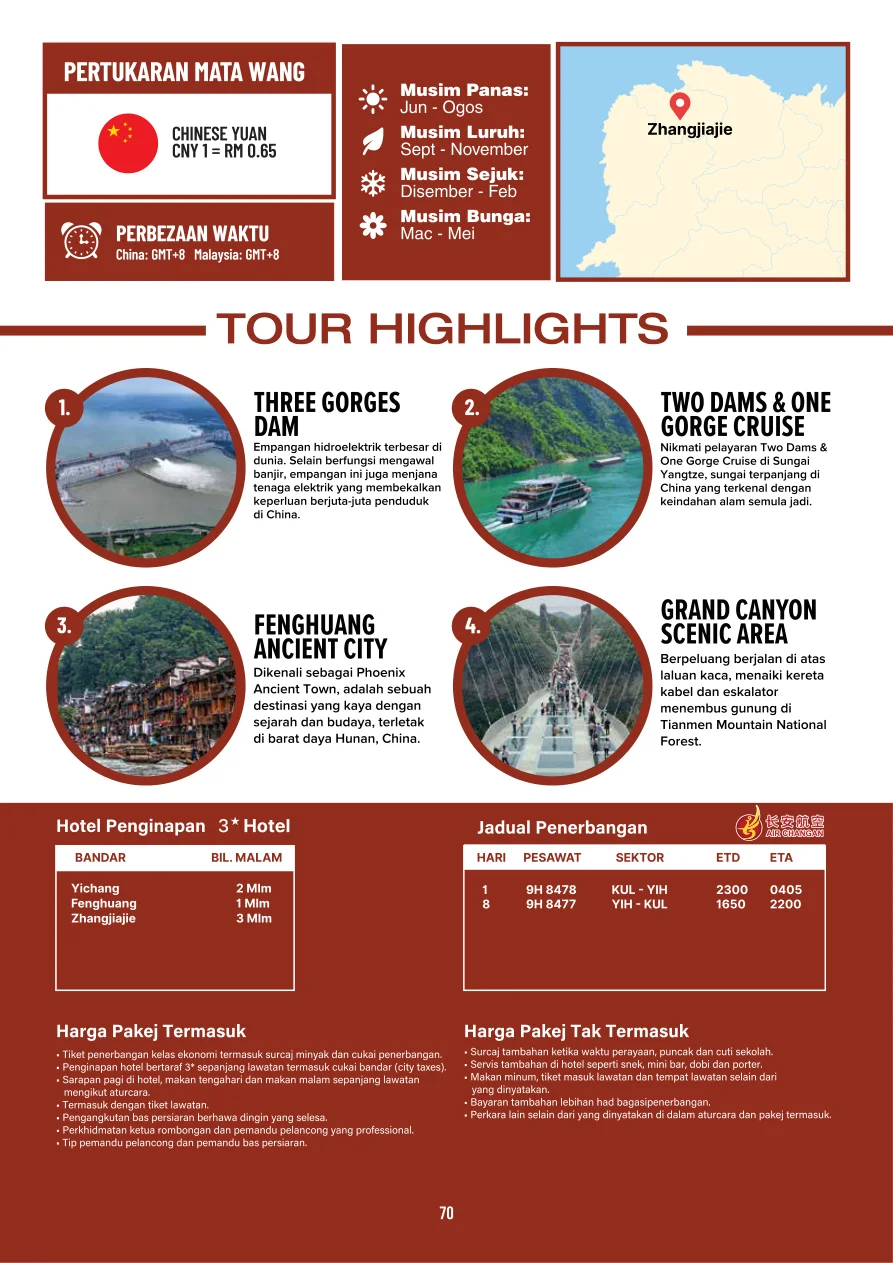 PERTUKARAN MATA WANG
CHINESE YUAN
CNY 1 = RM 0.65
PERBEZAAN WAKTU
China: GMT+8 Malaysia: GMT+8
Musim Panas:
Jun - Ogos
Musim Luruh:
Sept - November
Musim Sejuk:
Disember - Feb
Musim Bunga:
Mac - Mei
Zhangjiajie
TOUR HIGHLIGHTS
1.
THREE GORGES
DAM
Empangan hidroelektrik terbesar di
dunia. Selain berfungsi mengawal
banjir, empangan ini juga menjana
tenaga elektrik yang membekalkan
keperluan berjuta-juta penduduk
di China.
2.
TWO DAMS & ONE
GORGE CRUISE
Nikmati pelayaran Two Dams &
One Gorge Cruise di Sungai
Yangtze, sungai terpanjang di
China yang terkenal dengan
keindahan alam semula jadi.
3.
FENGHUANG
ANCIENT CITY
Dikenali sebagai Phoenix
Ancient Town, adalah sebuah
destinasi yang kaya dengan
sejarah dan budaya, terletak
di barat daya Hunan, China.
4.
GRAND CANYON
SCENIC AREA
Berpeluang berjalan di atas
laluan kaca, menaiki kereta
kabel dan eskalator
menembus gunung di
Tianmen Mountain National
Forest.
Hotel Penginapan 3★ Hotel
BANDAR BIL. MALAM
Yichang 2 Mlm
Fenghuang 1 Mlm
Zhangjiajie 3 Mlm
Jadual Penerbangan
长安航空
AIR CHANGAN
HARI PESAWAT SEKTOR ETD ETA
1 9H 8478 KUL - YIH 2300 0405
8 9H 8477 YIH - KUL 1650 2200
Harga Pakej Termasuk
• Tiket penerbangan kelas ekonomi termasuk surcaj minyak dan cukai penerbangan.
• Penginapan hotel bertaraf 3* sepanjang lawatan termasuk cukai bandar (city taxes).
• Sarapan pagi di hotel, makan tengahari dan makan malam sepanjang lawatan
mengikut aturcara.
• Termasuk dengan tiket lawatan.
• Pengangkutan bas persiaran berhawa dingin yang selesa.
• Perkhidmatan ketua rombongan dan pemandu pelancong yang professional.
• Tip pemandu pelancong dan pemandu bas persiaran.
Harga Pakej Tak Termasuk
• Surcaj tambahan ketika waktu perayaan, puncak dan cuti sekolah.
• Servis tambahan di hotel seperti snek, mini bar, dobi dan porter.
• Makan minum, tiket masuk lawatan dan tempat lawatan selain dari
yang dinyatakan.
• Bayaran tambahan lebihan had bagasipenerbangan.
• Perkara lain selain dari yang dinyatakan di dalam aturcara dan pakej termasuk.
70